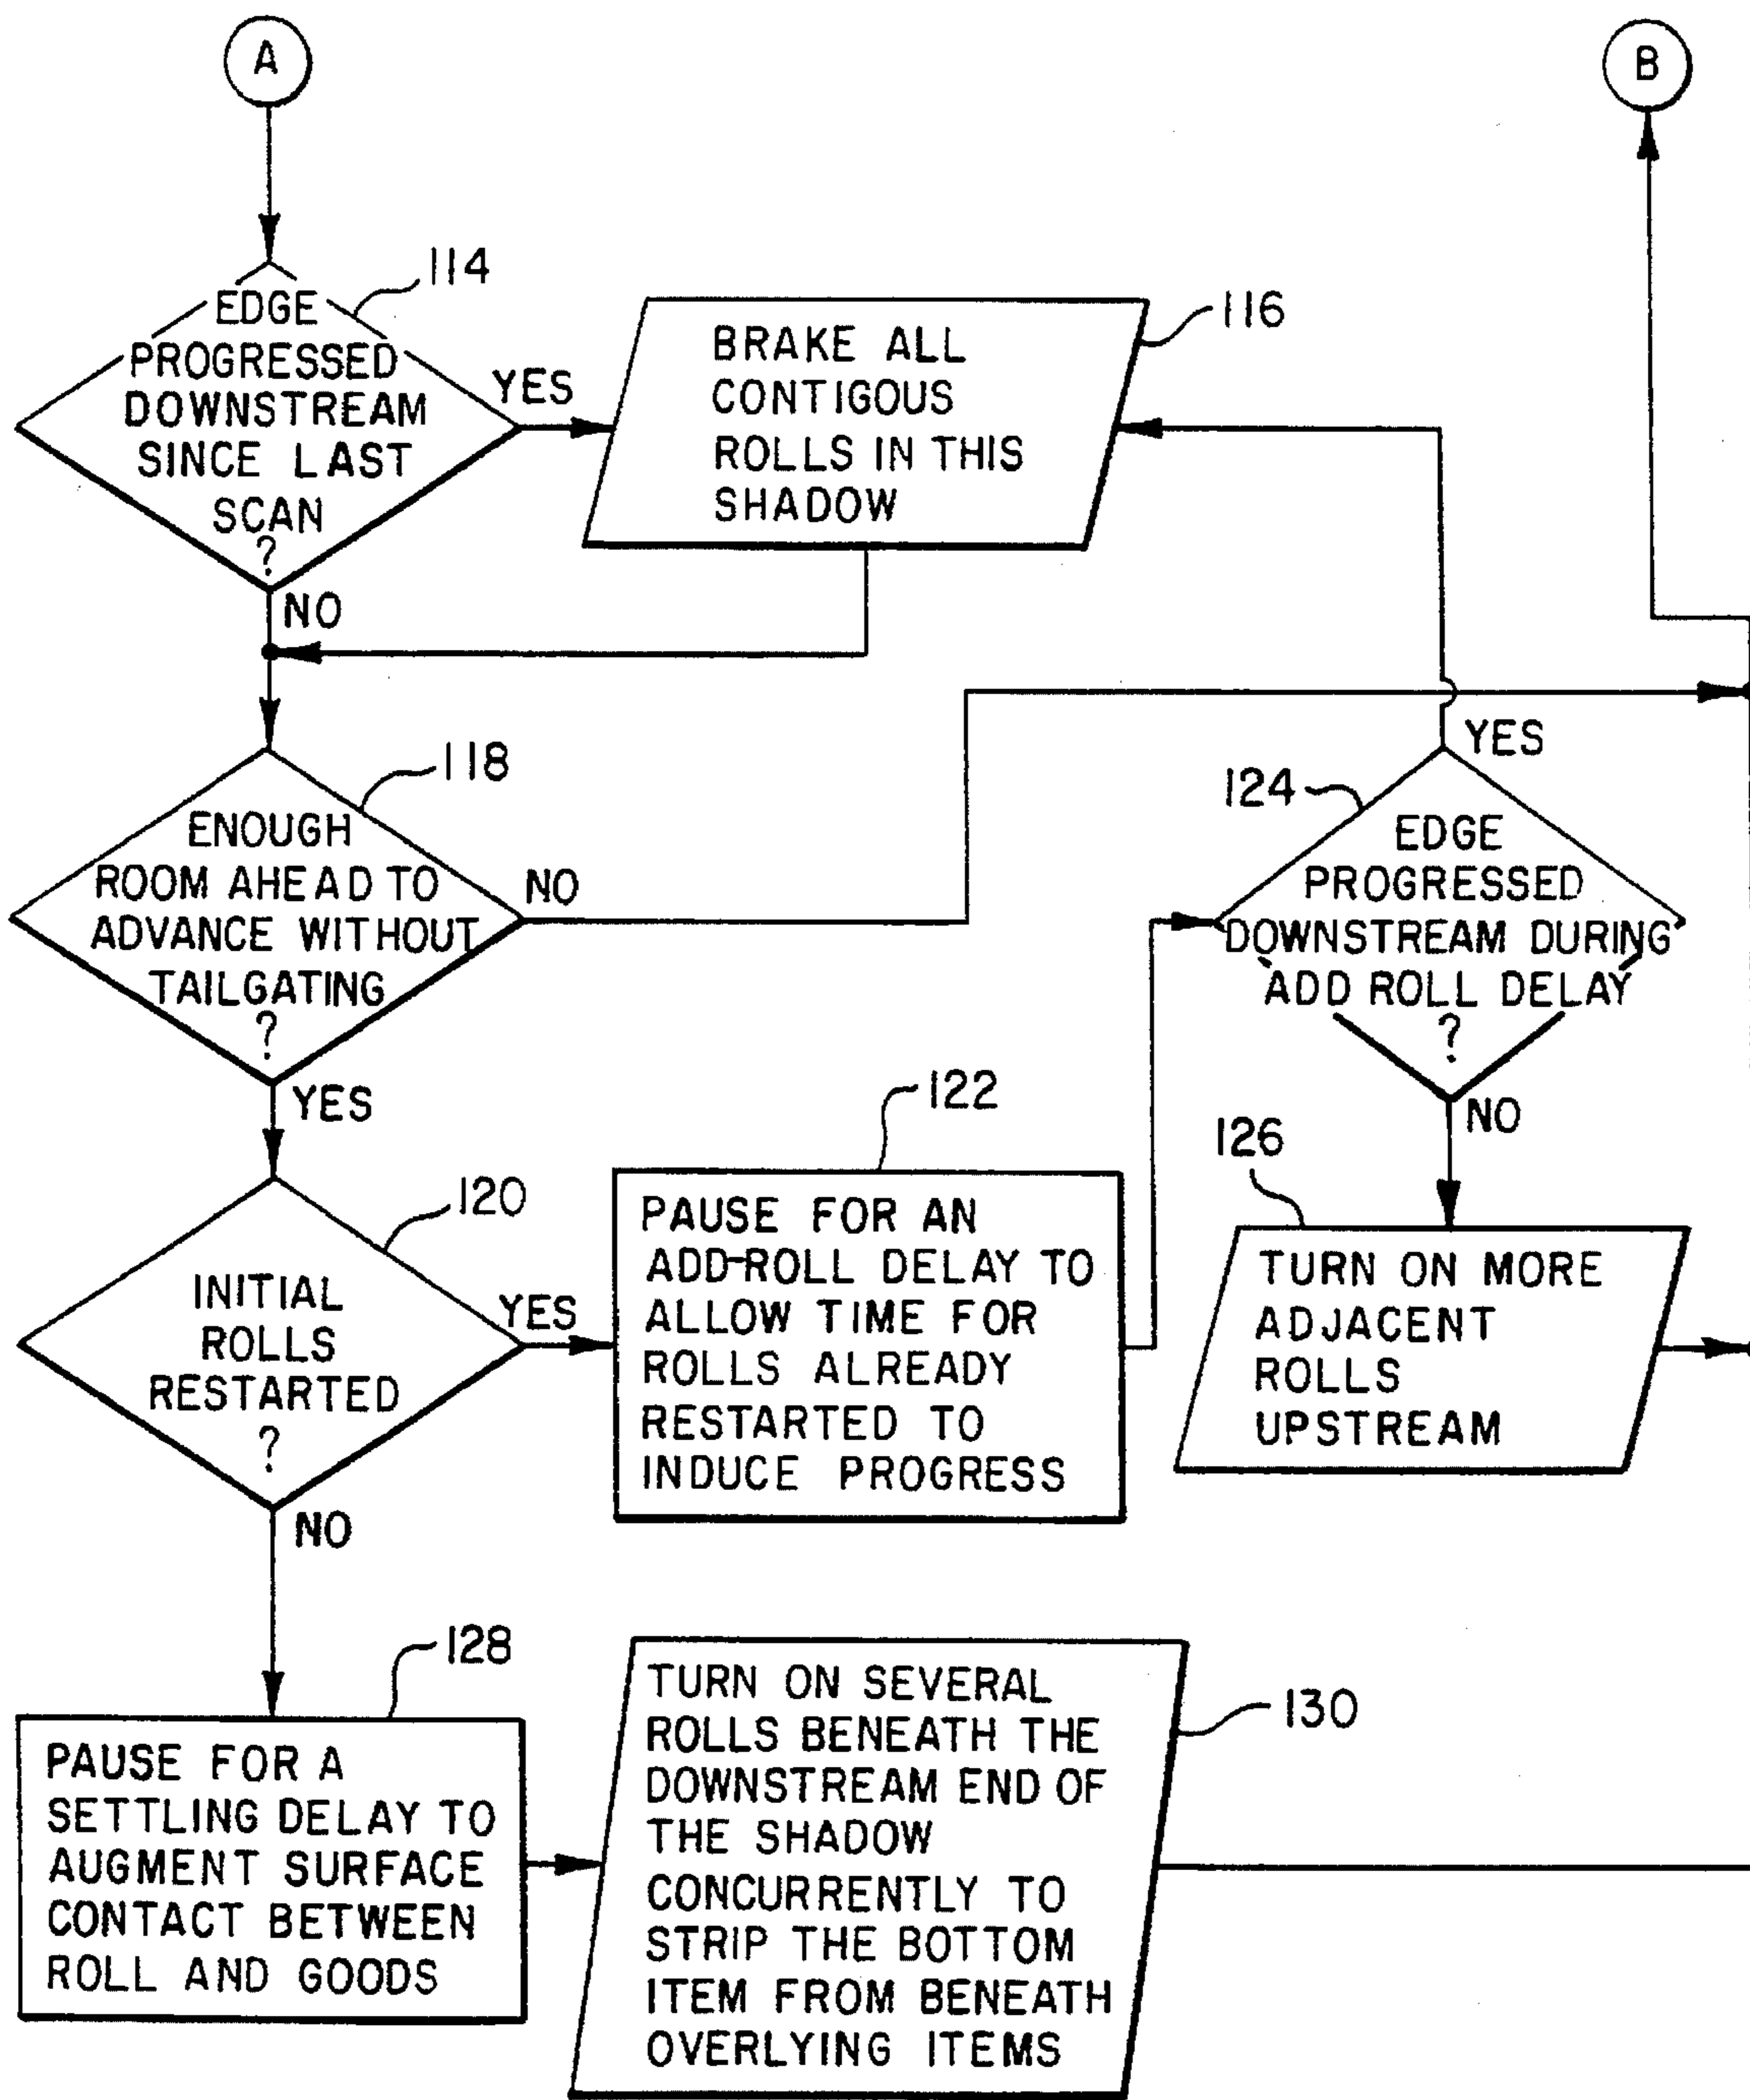 A
B
114
EDGE
PROGRESSED
DOWNSTREAM
SINCE LAST
SCAN
?
YES
NO
116
BRAKE ALL
CONTIGOUS
ROLLS IN THIS
SHADOW
118
ENOUGH
ROOM AHEAD TO
ADVANCE WITHOUT
TAILGATING
?
NO
YES
124
YES
EDGE
PROGRESSED
DOWNSTREAM DURING
ADD ROLL DELAY
?
NO
120
INITIAL
ROLLS
RESTARTED
?
YES
NO
122
PAUSE FOR AN
ADD-ROLL DELAY TO
ALLOW TIME FOR
ROLLS ALREADY
RESTARTED TO
INDUCE PROGRESS
126
TURN ON MORE
ADJACENT
ROLLS
UPSTREAM
128
PAUSE FOR A
SETTLING DELAY TO
AUGMENT SURFACE
CONTACT BETWEEN
ROLL AND GOODS
130
TURN ON SEVERAL
ROLLS BENEATH THE
DOWNSTREAM END OF
THE SHADOW
CONCURRENTLY TO
STRIP THE BOTTOM
ITEM FROM BENEATH
OVERLYING ITEMS